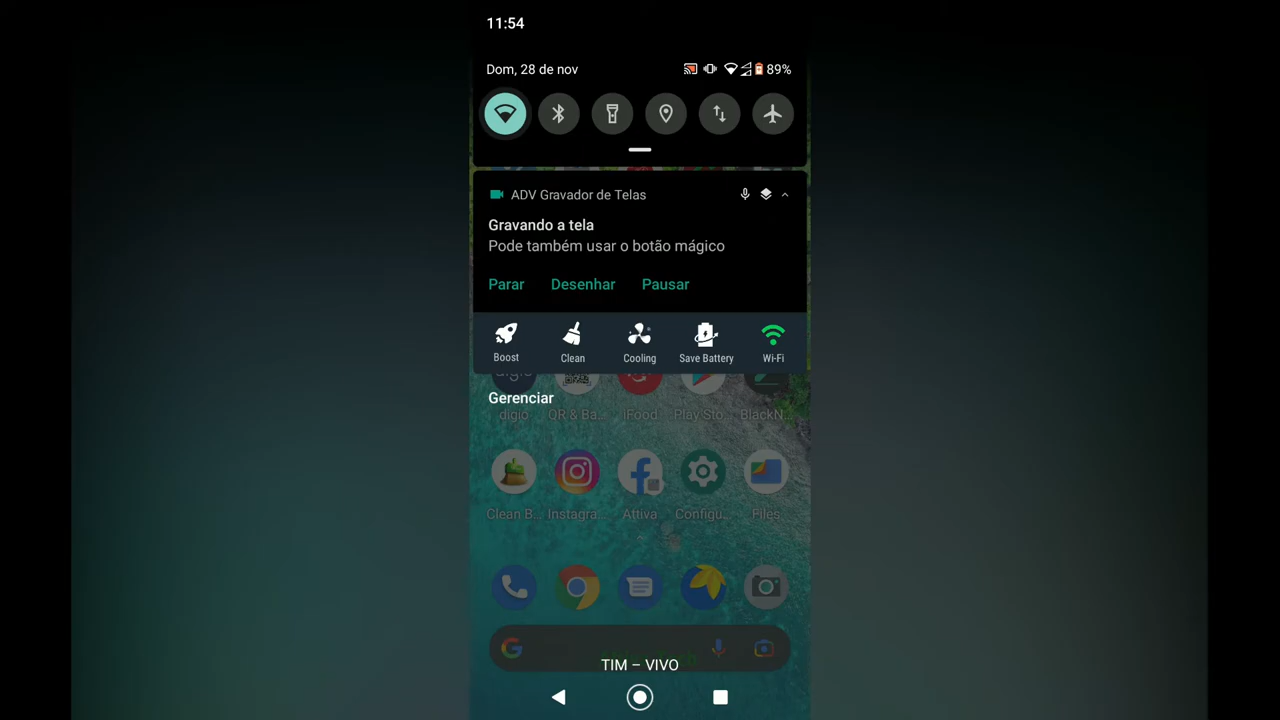 11:54
Dom, 28 de nov 89%
ADV Gravador de Telas
Gravando a tela
Pode também usar o botão mágico
Parar Desenhar Pausar
Boost Clean Cooling Save Battery Wi-Fi
Gerenciar
digio QR & Ba... iFood Play Sto... BlackN...
Clean B... Instagra... Attiva Configu... Files
TIM – VIVO